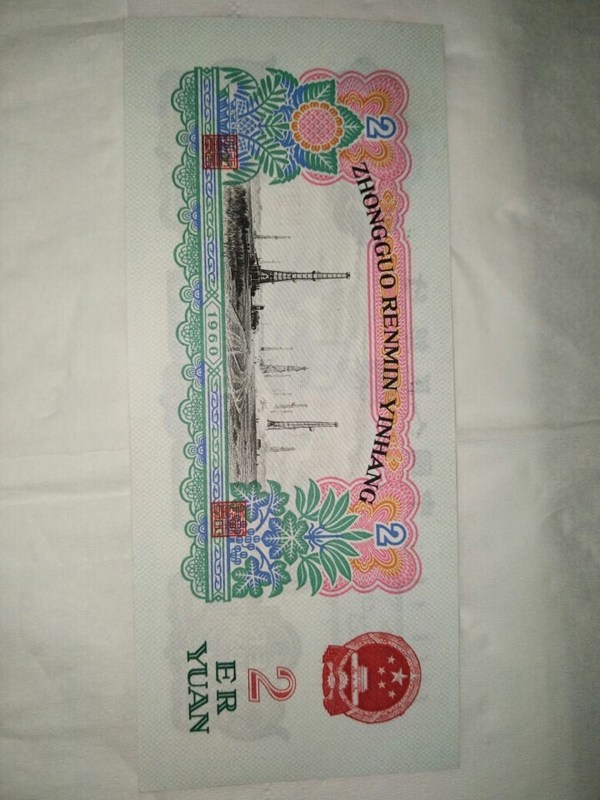 ZHONGGUO RENMIN YINHANG
2
2
1960
2
ER
YUAN